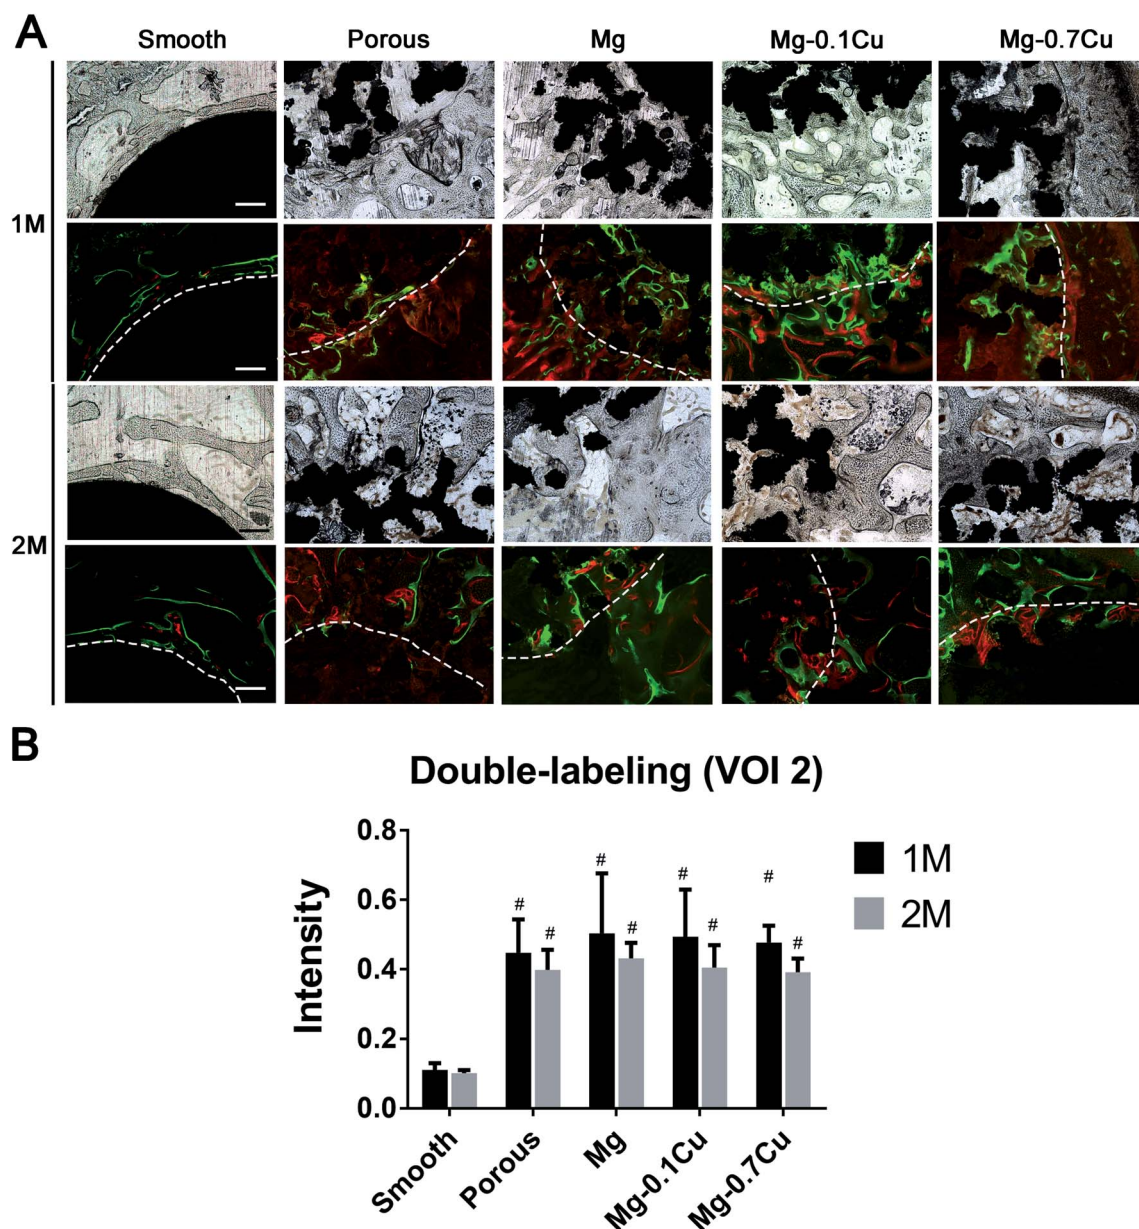 A
Smooth Porous Mg Mg-0.1Cu Mg-0.7Cu
1M
2M
B
Double-labeling (VOI 2)
Intensity
0.8
0.6
0.4
0.2
0.0
# # # # # # # #
1M
2M
Smooth Porous Mg Mg-0.1Cu Mg-0.7Cu